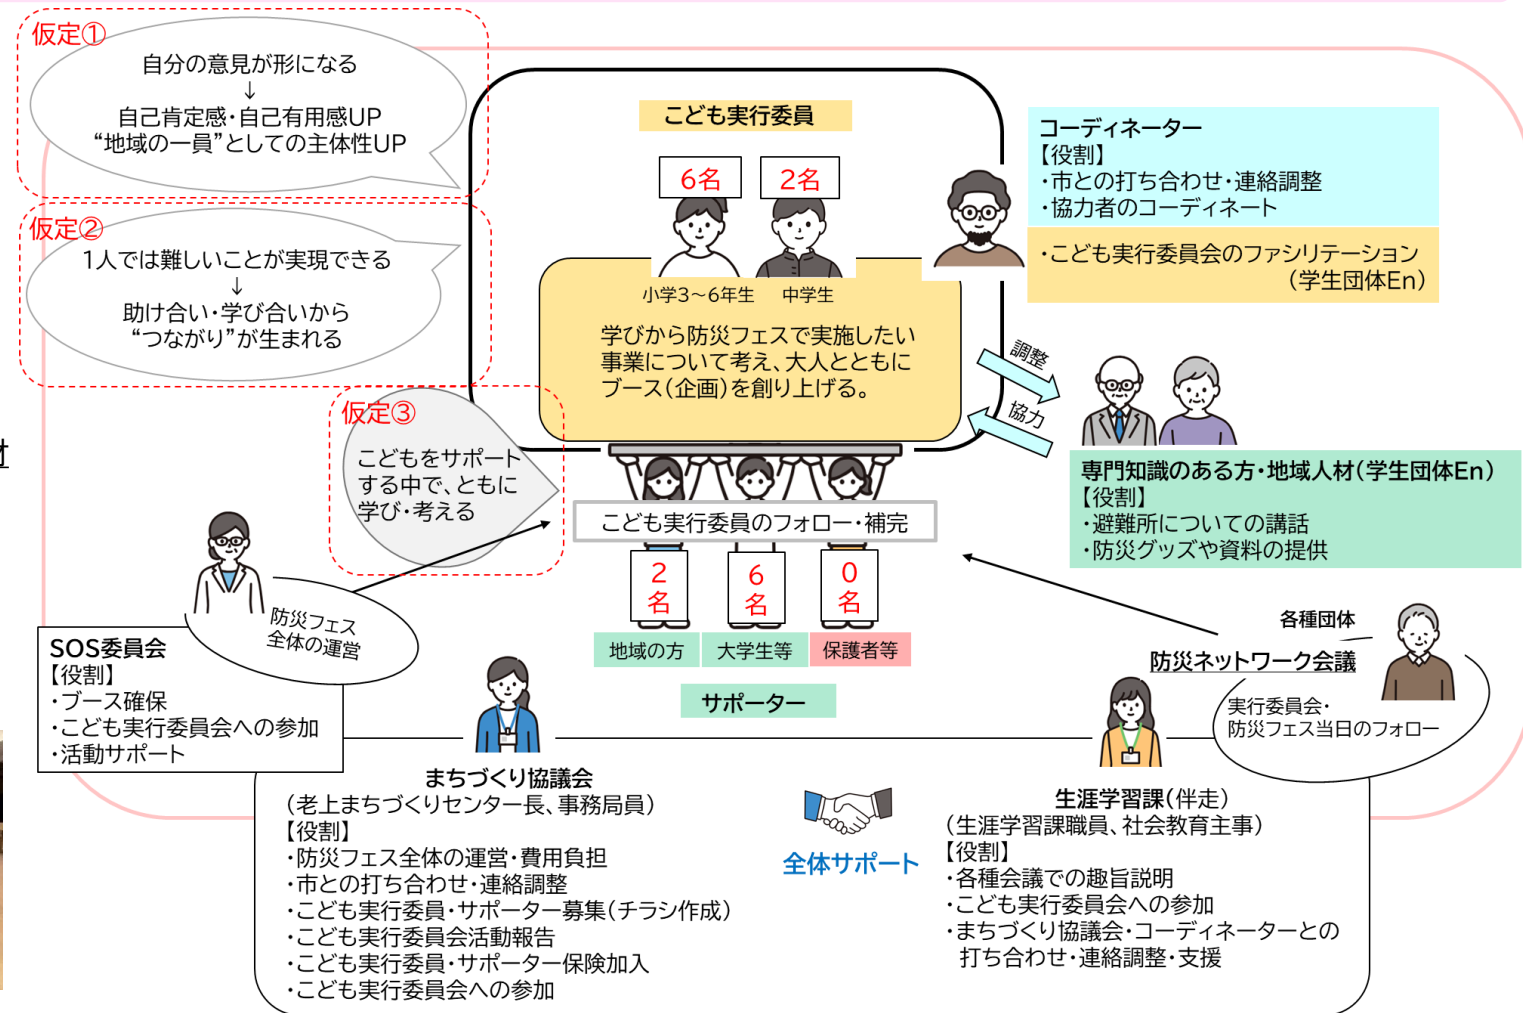 仮定①
自分の意見が形になる
↓
自己肯定感・自己有用感UP
“地域の一員”としての主体性UP
仮定②
1人では難しいことが実現できる
↓
助け合い・学び合いから
“つながり”が生まれる
仮定③
こどもをサポート
する中で、ともに
学び・考える
こども実行委員
6名
2名
小学3～6年生
中学生
学びから防災フェスで実施したい
事業について考え、大人とともに
ブース(企画)を創り上げる。
コーディネーター
【役割】
・市との打ち合わせ・連絡調整
・協力者のコーディネート
・こども実行委員会のファシリテーション
(学生団体En)
調整
協力
専門知識のある方・地域人材(学生団体En)
【役割】
・避難所についての講話
・防災グッズや資料の提供
こども実行委員のフォロー・補完
2
名
6
名
0
名
地域の方
大学生等
保護者等
サポーター
防災フェス
全体の運営
SOS委員会
【役割】
・ブース確保
・こども実行委員会への参加
・活動サポート
各種団体
防災ネットワーク会議
実行委員会・
防災フェス当日のフォロー
まちづくり協議会
(老上まちづくりセンター長、事務局員)
【役割】
・防災フェス全体の運営・費用負担
・市との打ち合わせ・連絡調整
・こども実行委員・サポーター募集(チラシ作成)
・こども実行委員会活動報告
・こども実行委員・サポーター保険加入
・こども実行委員会への参加
全体サポート
生涯学習課(伴走)
(生涯学習課職員、社会教育主事)
【役割】
・各種会議での趣旨説明
・こども実行委員会への参加
・まちづくり協議会・コーディネーターとの
打ち合わせ・連絡調整・支援